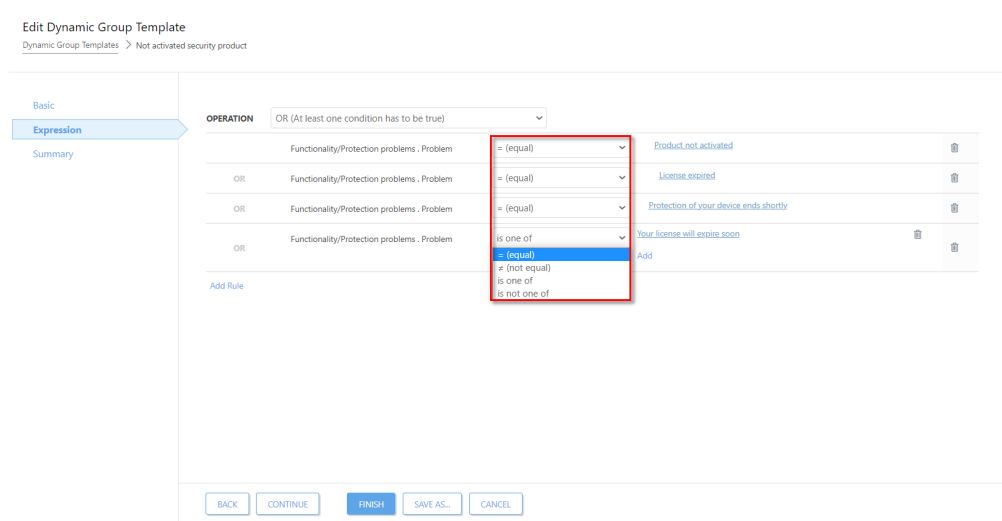 Edit Dynamic Group Template
Dynamic Group Templates > Not activated security product
Basic
Expression
Summary
OPERATION OR (At least one condition has to be true)
Functionality/Protection problems . Problem = (equal) Product not activated
OR Functionality/Protection problems . Problem = (equal) License expired
OR Functionality/Protection problems . Problem = (equal) Protection of your device ends shortly
OR Functionality/Protection problems . Problem is one of Your license will expire soon
= (equal)
Add
≠ (not equal)
is one of
is not one of
Add Rule
BACK CONTINUE FINISH SAVE AS... CANCEL